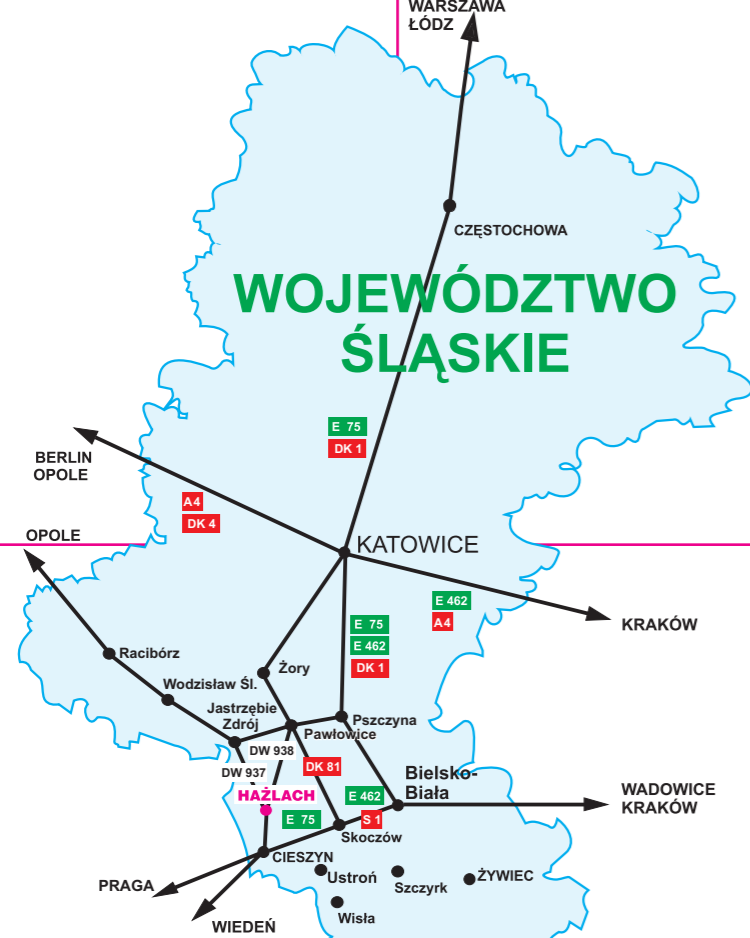 WARSZAWA
ŁÓDZ
CZĘSTOCHOWA
WOJEWÓDZTWO
ŚLĄSKIE
E 75
DK 1
BERLIN
OPOLE
A4
DK 4
OPOLE
KATOWICE
E 462
A4
KRAKÓW
E 75
E 462
DK 1
Racibórz
Żory
Wodzisław Śl.
Jastrzębie
Zdrój
Pszczyna
Pawłowice
DW 938
DW 937
DK 81
Bielsko-
Biała
HAŻLACH
E 462
E 75
S 1
WADOWICE
KRAKÓW
Skoczów
CIESZYN
PRAGA
Ustroń
Szczyrk
ŻYWIEC
Wisła
WIEDEŃ